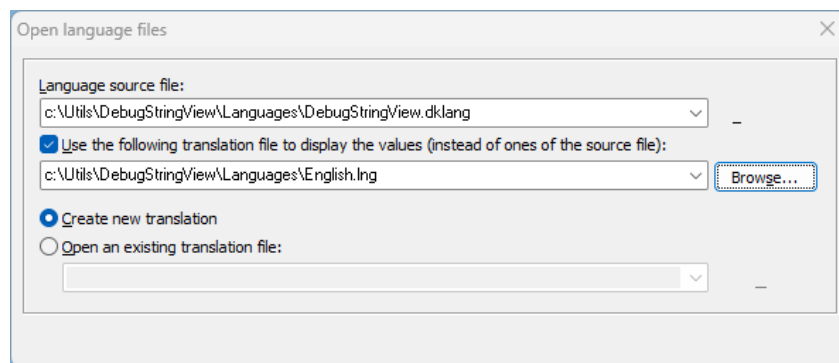 Open language files
Language source file:
c:\Utils\DebugStringView\Languages\DebugStringView.dklang
Use the following translation file to display the values (instead of ones of the source file):
c:\Utils\DebugStringView\Languages\English.lng
Browse...
Create new translation
Open an existing translation file: